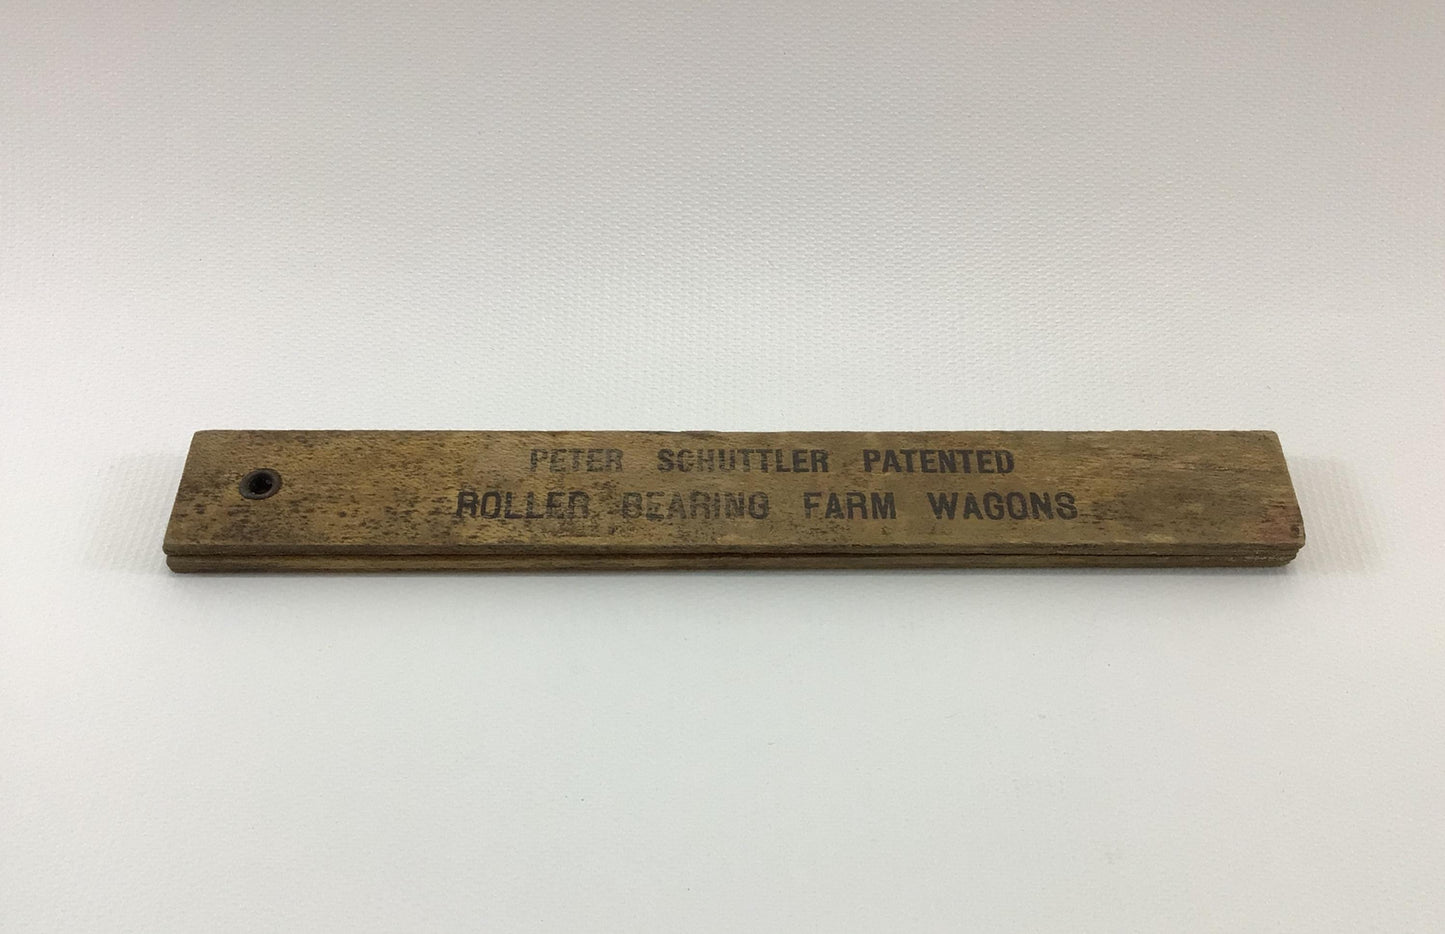 PETER SCHUTTLER PATENTED
ROLLER BEARING FARM WAGONS